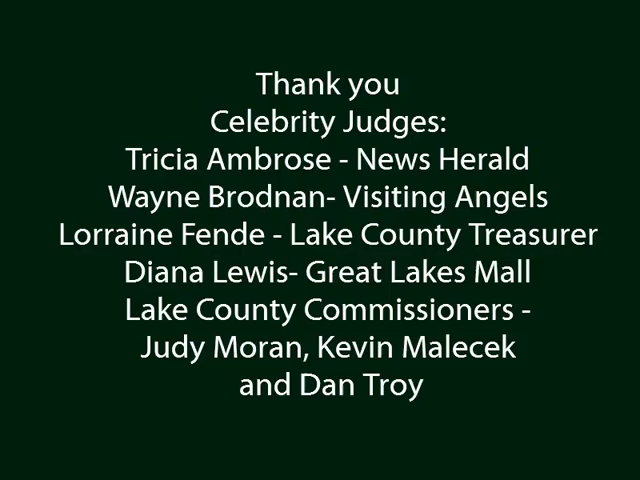 Thank you
Celebrity Judges:
Tricia Ambrose - News Herald
Wayne Brodnan- Visiting Angels
Lorraine Fende - Lake County Treasurer
Diana Lewis- Great Lakes Mall
Lake County Commissioners -
Judy Moran, Kevin Malecek
and Dan Troy